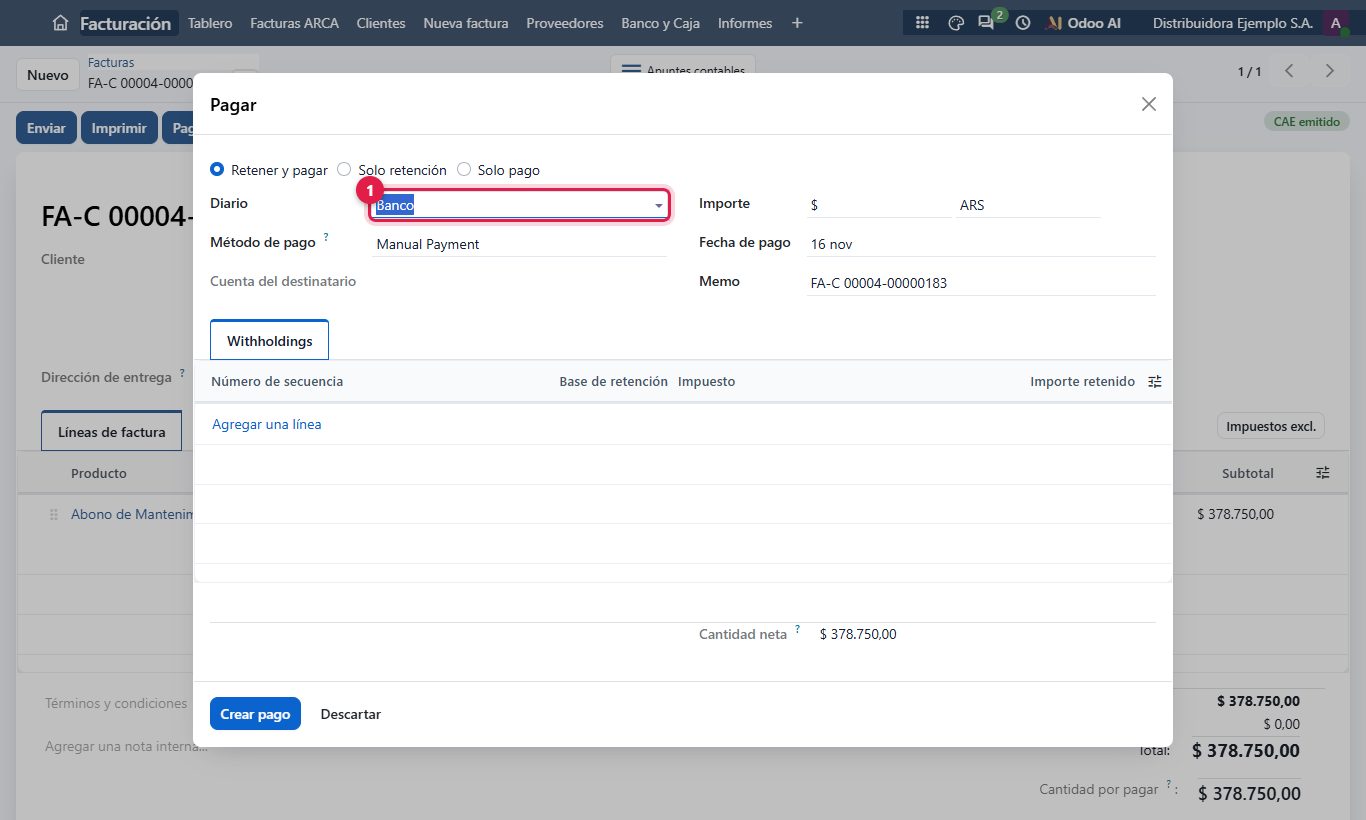 Facturación Tablero Facturas ARCA Clientes Nueva factura Proveedores Banco y Caja Informes + 2 Odoo AI Distribuidora Ejemplo S.A. A
Nuevo Facturas
FA-C 00004-0000 Apuntes contables 1 / 1
Enviar Imprimir Pag CAE emitido
Pagar
Retener y pagar Solo retención Solo pago
1
Diario Banco Importe $ ARS
Método de pago ? Manual Payment Fecha de pago 16 nov
Cuenta del destinatario Memo FA-C 00004-00000183
FA-C 00004-
Cliente
Withholdings
Número de secuencia Base de retención Impuesto Importe retenido
Dirección de entrega ?
Agregar una línea
Líneas de factura Impuestos excl.
Producto Subtotal
Abono de Mantenim $ 378.750,00
Cantidad neta ? $ 378.750,00
Crear pago Descartar
Términos y condiciones $ 378.750,00
$ 0,00
Agregar una nota interna... Total: $ 378.750,00
Cantidad por pagar ? : $ 378.750,00